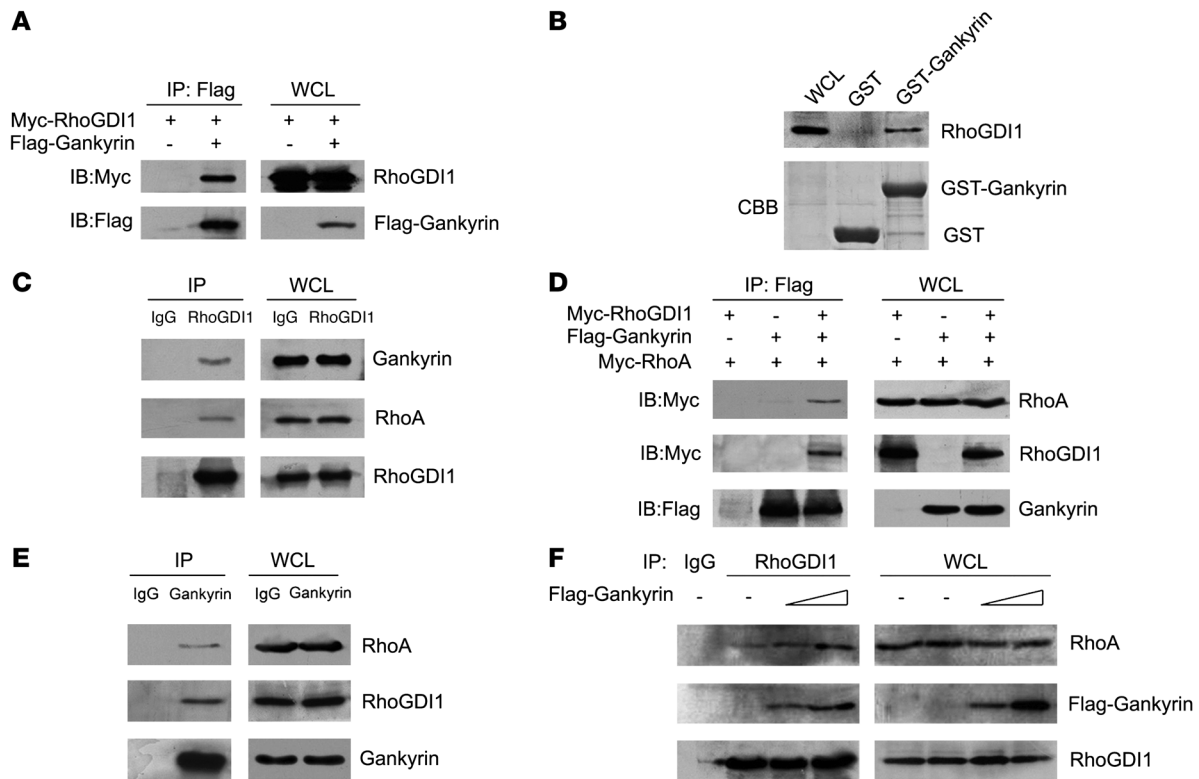 A
IP: Flag WCL
Myc-RhoGDI1 + + + +
Flag-Gankyrin - + - +
IB:Myc RhoGDI1
IB:Flag Flag-Gankyrin
B
WCL GST GST-Gankyrin
RhoGDI1
GST-Gankyrin
CBB
GST
C
IP WCL
IgG RhoGDI1 IgG RhoGDI1
Gankyrin
RhoA
RhoGDI1
D
IP: Flag WCL
Myc-RhoGDI1 + - + + - +
Flag-Gankyrin - + + - + +
Myc-RhoA + + + + + +
IB:Myc RhoA
IB:Myc RhoGDI1
IB:Flag Gankyrin
E
IP WCL
IgG Gankyrin IgG Gankyrin
RhoA
RhoGDI1
Gankyrin
F
IP: IgG RhoGDI1 WCL
Flag-Gankyrin - - - -
RhoA
Flag-Gankyrin
RhoGDI1